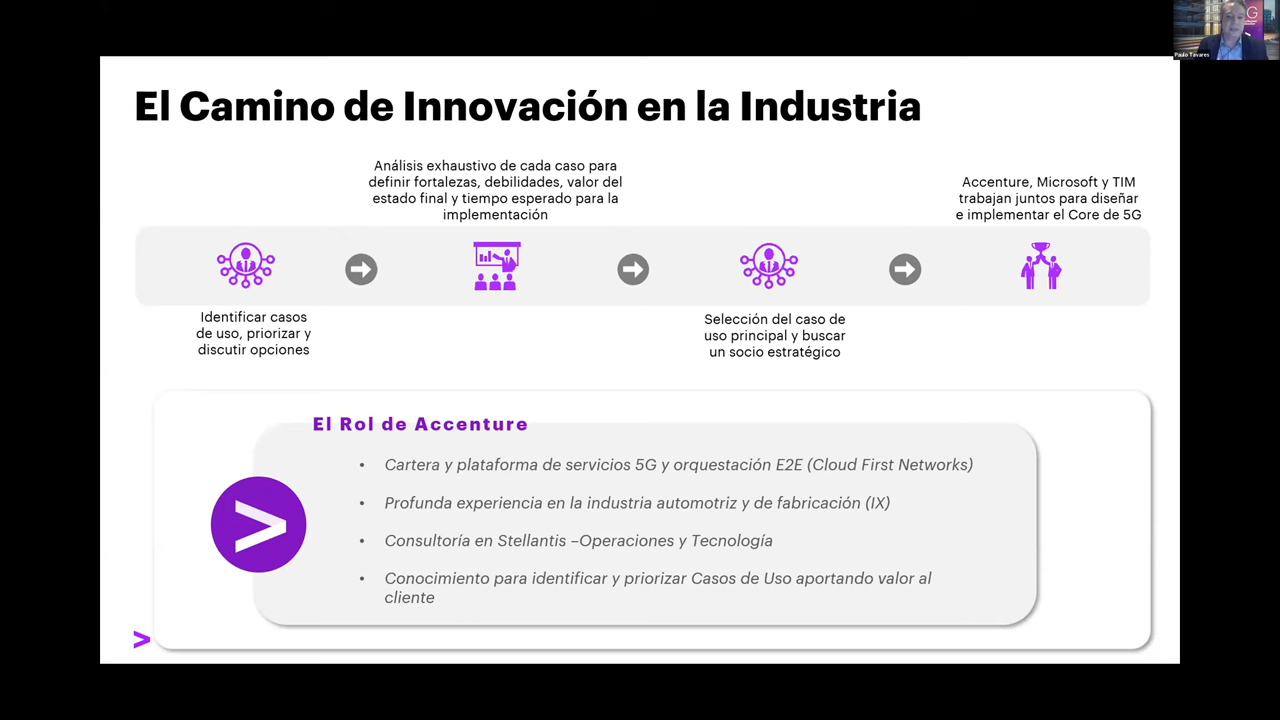 G
Paulo Tavares
El Camino de Innovación en la Industria
Análisis exhaustivo de cada caso para
definir fortalezas, debilidades, valor del
estado final y tiempo esperado para la
implementación
Accenture, Microsoft y TIM
trabajan juntos para diseñar
e implementar el Core de 5G
Identificar casos
de uso, priorizar y
discutir opciones
Selección del caso de
uso principal y buscar
un socio estratégico
El Rol de Accenture
• Cartera y plataforma de servicios 5G y orquestación E2E (Cloud First Networks)
• Profunda experiencia en la industria automotriz y de fabricación (IX)
• Consultoría en Stellantis –Operaciones y Tecnología
• Conocimiento para identificar y priorizar Casos de Uso aportando valor al
cliente
>
>